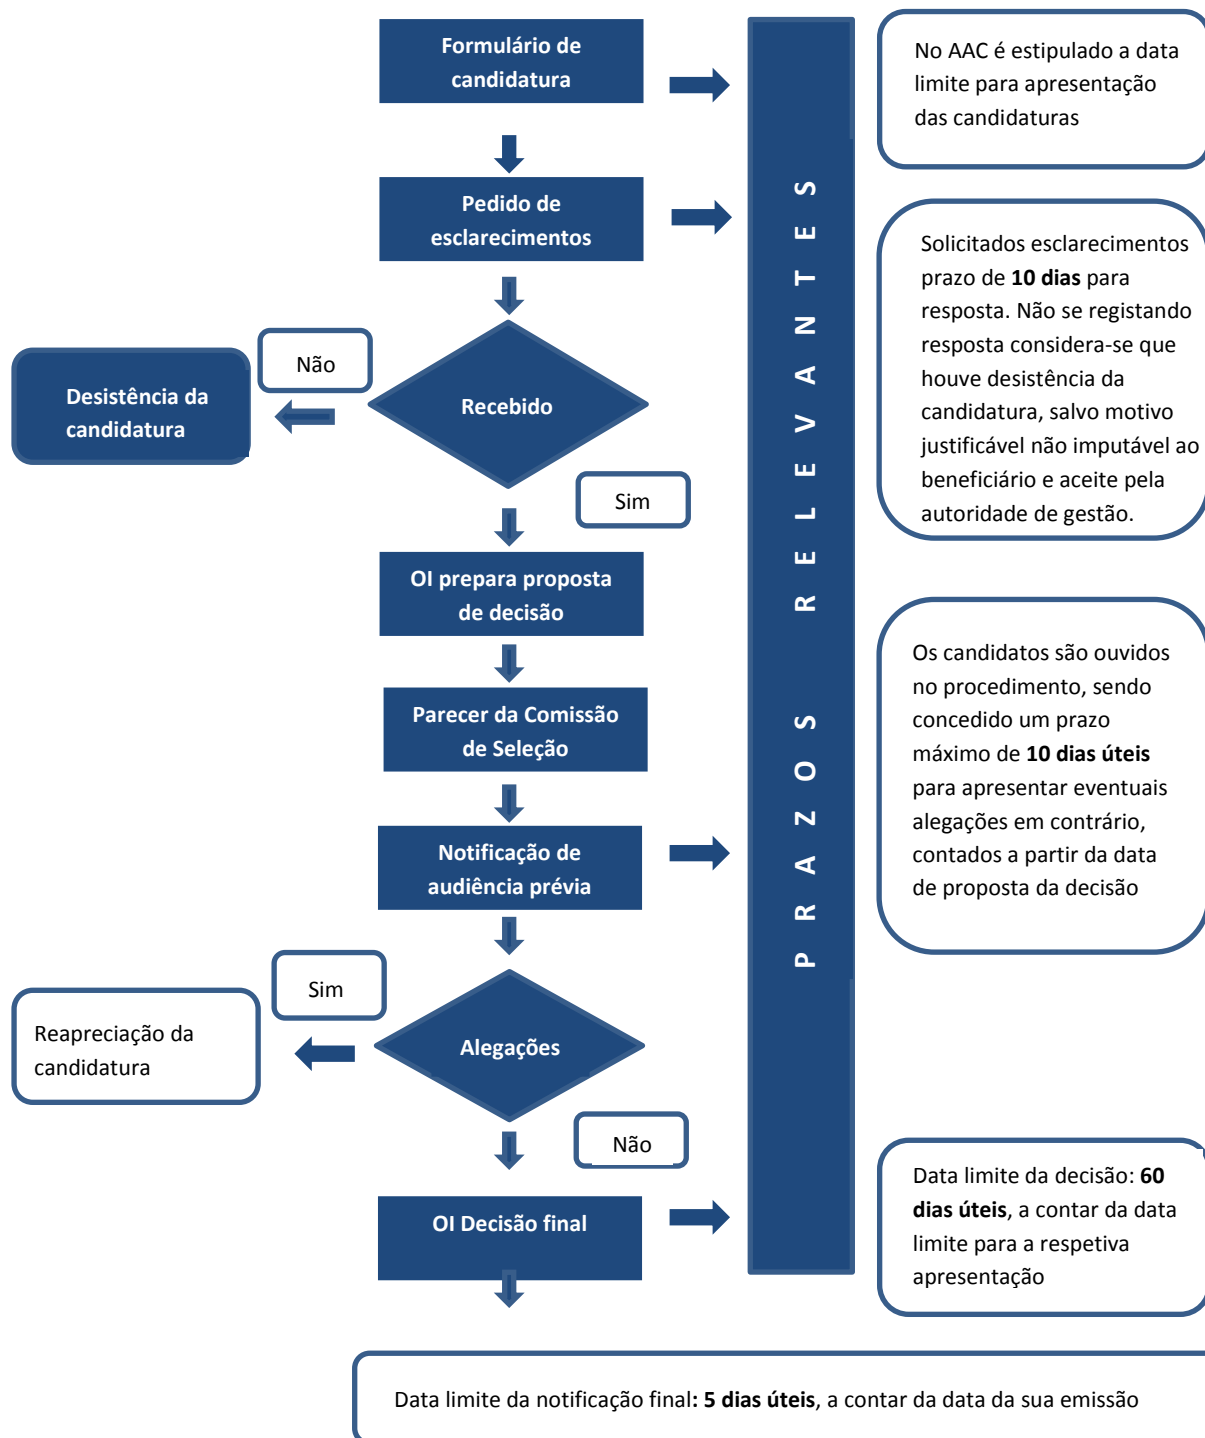 Formulário de
candidatura
No AAC é estipulado a data
limite para apresentação
das candidaturas
Pedido de
esclarecimentos
Solicitados esclarecimentos
prazo de 10 dias para
resposta. Não se registando
resposta considera-se que
houve desistência da
candidatura, salvo motivo
justificável não imputável ao
beneficiário e aceite pela
autoridade de gestão.
Não
Desistência da
candidatura
Recebido
Sim
OI prepara proposta
de decisão
Parecer da Comissão
de Seleção
Os candidatos são ouvidos
no procedimento, sendo
concedido um prazo
máximo de 10 dias úteis
para apresentar eventuais
alegações em contrário,
contados a partir da data
de proposta da decisão
Notificação de
audiência prévia
PRAZOS RELEVANTES
Sim
Reapreciação da
candidatura
Alegações
Não
OI Decisão final
Data limite da decisão: 60
dias úteis, a contar da data
limite para a respetiva
apresentação
Data limite da notificação final: 5 dias úteis, a contar da data da sua emissão